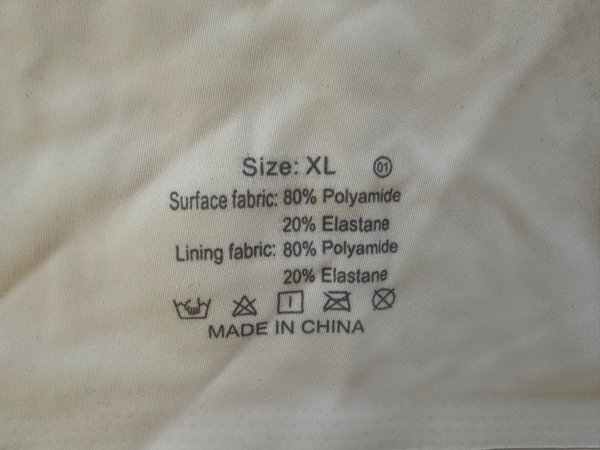 Size: XL 01
Surface fabric: 80% Polyamide
20% Elastane
Lining fabric: 80% Polyamide
20% Elastane
MADE IN CHINA